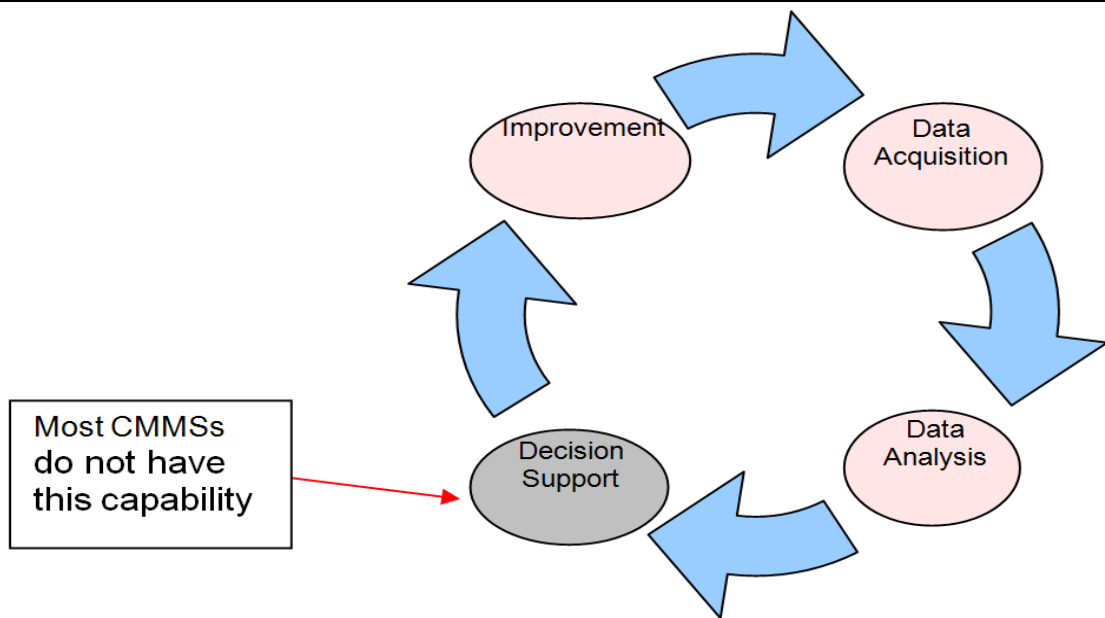 Improvement
Data
Acquisition
Data
Analysis
Decision
Support
Most CMMSs
do not have
this capability